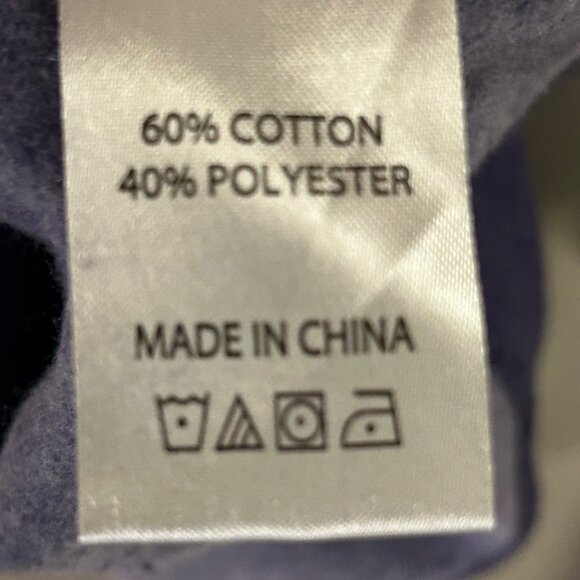 60% COTTON
40% POLYESTER
MADE IN CHINA